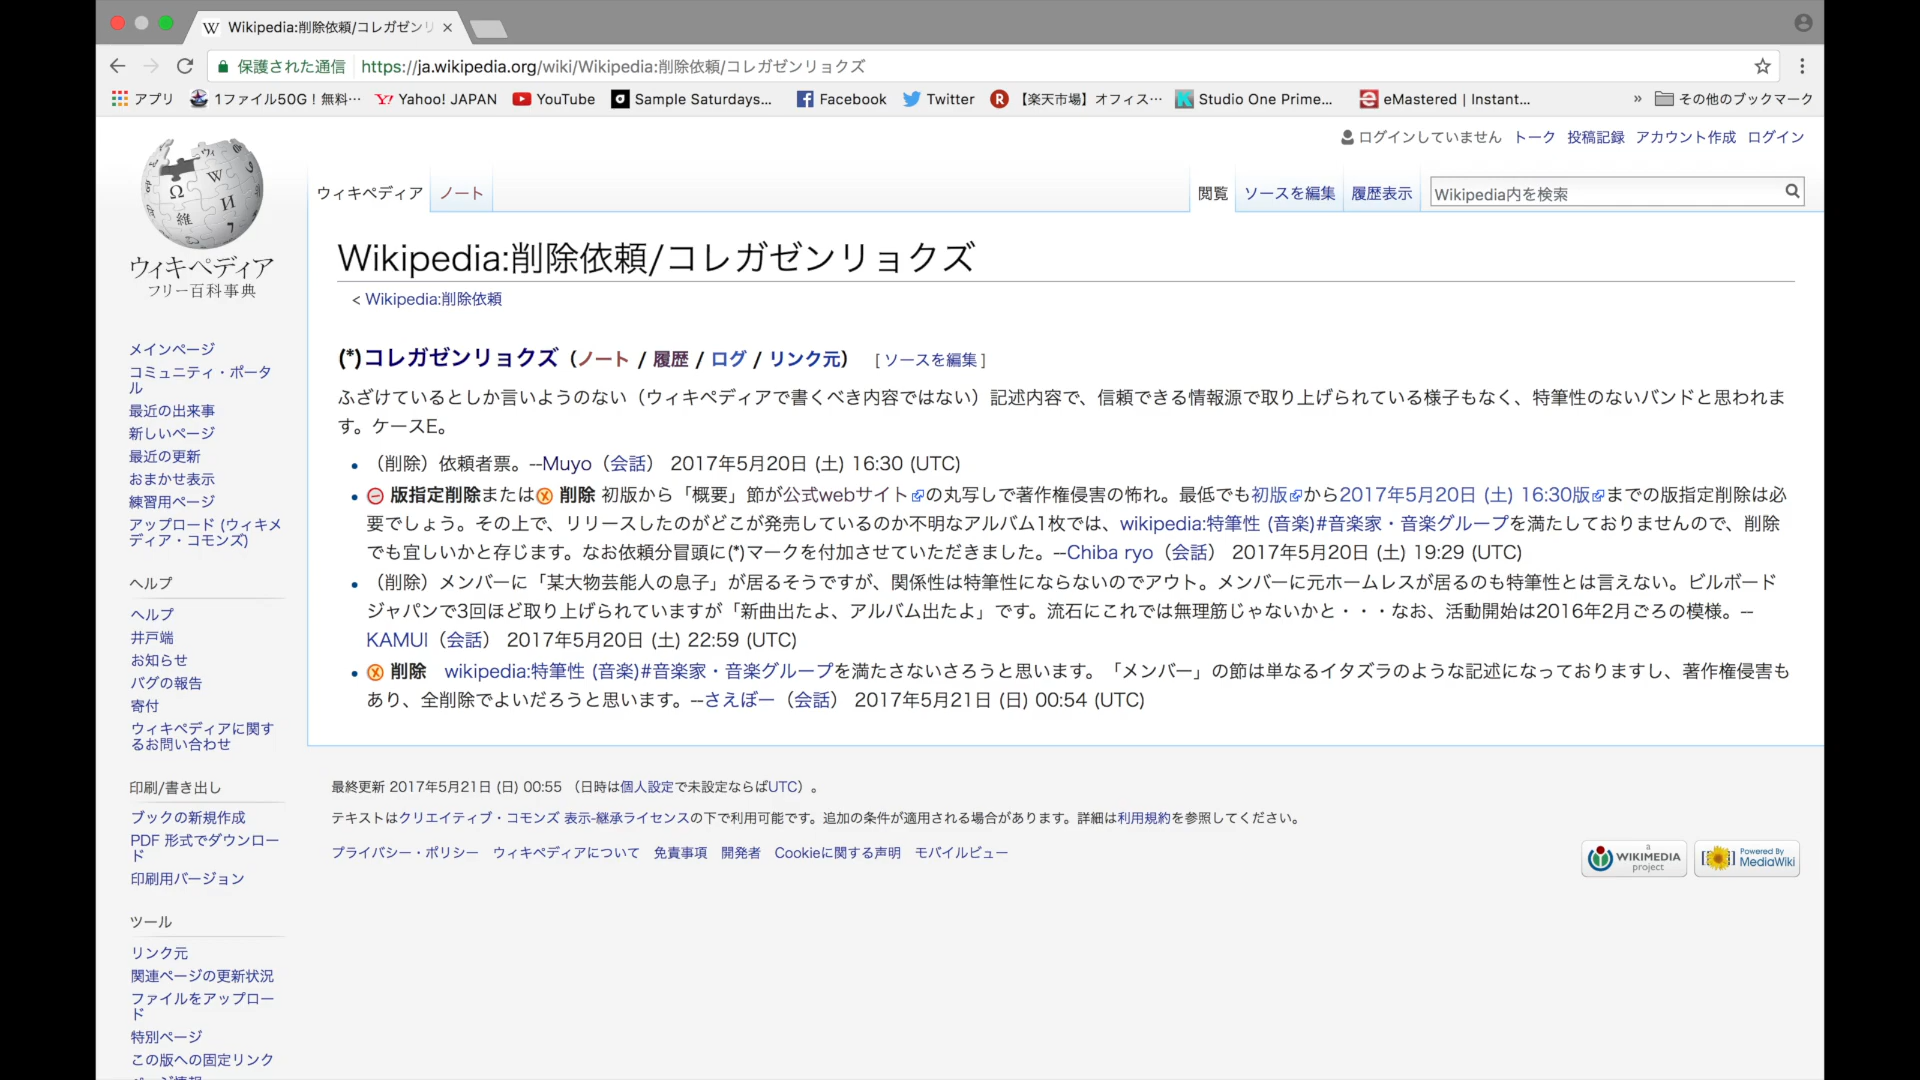 Wikipedia:削除依頼/コレガゼンリ
保護された通信 https://ja.wikipedia.org/wiki/Wikipedia:削除依頼/コレガゼンリョクズ
アプリ 1ファイル50G！無料… Yahoo! JAPAN YouTube Sample Saturdays... Facebook Twitter 【楽天市場】オフィス… Studio One Prime... eMastered | Instant... » その他のブックマーク
ログインしていません トーク 投稿記録 アカウント作成 ログイン
ウィキペディア ノート 閲覧 ソースを編集 履歴表示 Wikipedia内を検索
ウィキペディア
フリー百科事典
Wikipedia:削除依頼/コレガゼンリョクズ
< Wikipedia:削除依頼
(*)コレガゼンリョクズ（ノート / 履歴 / ログ / リンク元） [ ソースを編集 ]
ふざけているとしか言いようのない（ウィキペディアで書くべき内容ではない）記述内容で、信頼できる情報源で取り上げられている様子もなく、特筆性のないバンドと思われま
す。ケースE。
（削除）依頼者票。--Muyo（会話） 2017年5月20日 (土) 16:30 (UTC)
版指定削除または 削除 初版から「概要」節が公式webサイトの丸写しで著作権侵害の怖れ。最低でも初版から2017年5月20日 (土) 16:30版までの版指定削除は必
要でしょう。その上で、リリースしたのがどこが発売しているのか不明なアルバム1枚では、wikipedia:特筆性 (音楽)#音楽家・音楽グループを満たしておりませんので、削除
でも宜しいかと存じます。なお依頼分冒頭に(*)マークを付加させていただきました。--Chiba ryo（会話） 2017年5月20日 (土) 19:29 (UTC)
（削除）メンバーに「某大物芸能人の息子」が居るそうですが、関係性は特筆性にならないのでアウト。メンバーに元ホームレスが居るのも特筆性とは言えない。ビルボード
ジャパンで3回ほど取り上げられていますが「新曲出たよ、アルバム出たよ」です。流石にこれでは無理筋じゃないかと・・・なお、活動開始は2016年2月ごろの模様。--
KAMUI（会話） 2017年5月20日 (土) 22:59 (UTC)
削除 wikipedia:特筆性 (音楽)#音楽家・音楽グループを満たさないさろうと思います。「メンバー」の節は単なるイタズラのような記述になっておりますし、著作権侵害も
あり、全削除でよいだろうと思います。--さえぼー（会話） 2017年5月21日 (日) 00:54 (UTC)
メインページ
コミュニティ・ポータ
ル
最近の出来事
新しいページ
最近の更新
おまかせ表示
練習用ページ
アップロード (ウィキメ
ディア・コモンズ)
ヘルプ
ヘルプ
井戸端
お知らせ
バグの報告
寄付
ウィキペディアに関す
るお問い合わせ
印刷/書き出し
ブックの新規作成
PDF 形式でダウンロー
ド
印刷用バージョン
ツール
リンク元
関連ページの更新状況
ファイルをアップロー
ド
特別ページ
この版への固定リンク
最終更新 2017年5月21日 (日) 00:55 （日時は個人設定で未設定ならばUTC）。
テキストはクリエイティブ・コモンズ 表示-継承ライセンスの下で利用可能です。追加の条件が適用される場合があります。詳細は利用規約を参照してください。
プライバシー・ポリシー ウィキペディアについて 免責事項 開発者 Cookieに関する声明 モバイルビュー
a WIKIMEDIA project
Powered By MediaWiki